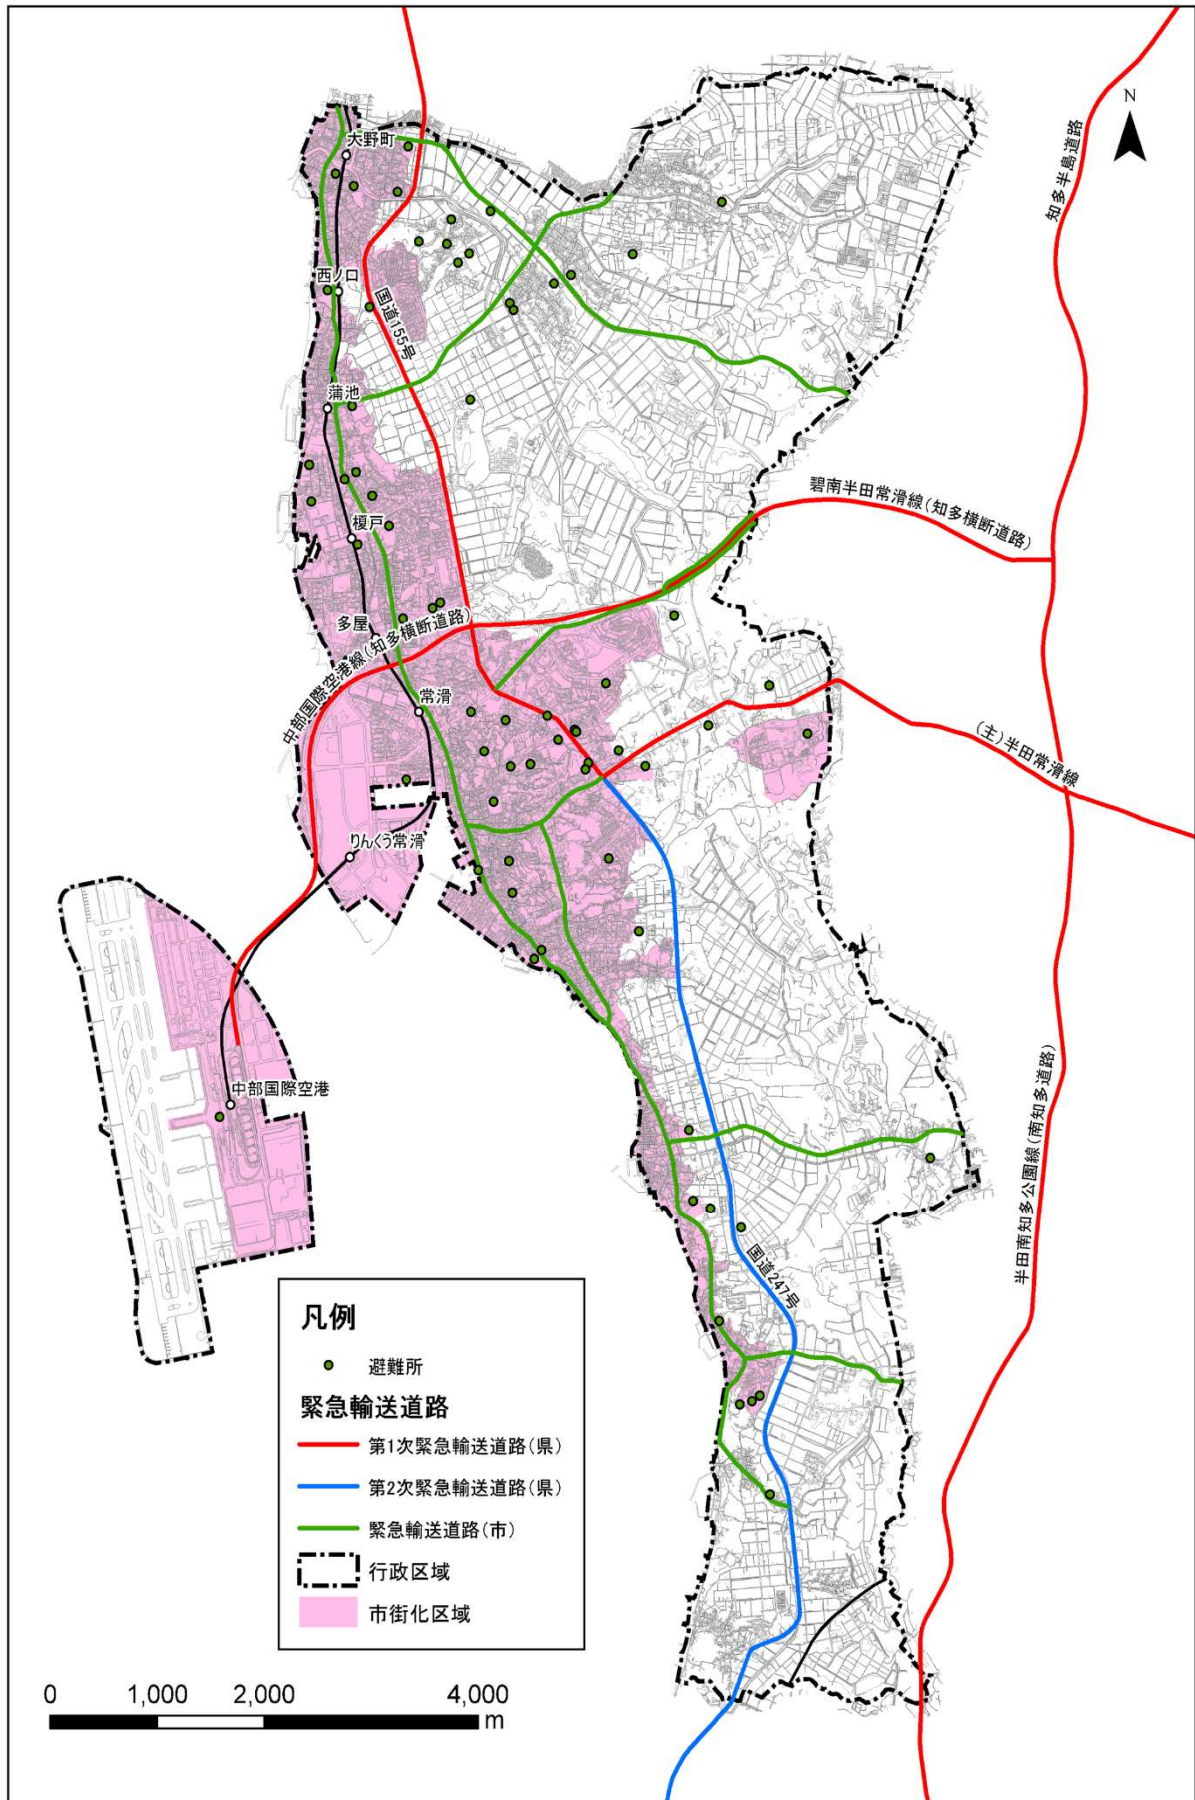 N
知多半島道路
大野町
西ノ口
国道155号
蒲池
碧南半田常滑線(知多横断道路)
榎戸
多屋
中部国際空港線(知多横断道路)
常滑
(主)半田常滑線
りんくう常滑
中部国際空港
半田南知多公園線(南知多道路)
国道247号
凡例
避難所
緊急輸送道路
第1次緊急輸送道路(県)
第2次緊急輸送道路(県)
緊急輸送道路(市)
行政区域
市街化区域
0 1,000 2,000 4,000
m